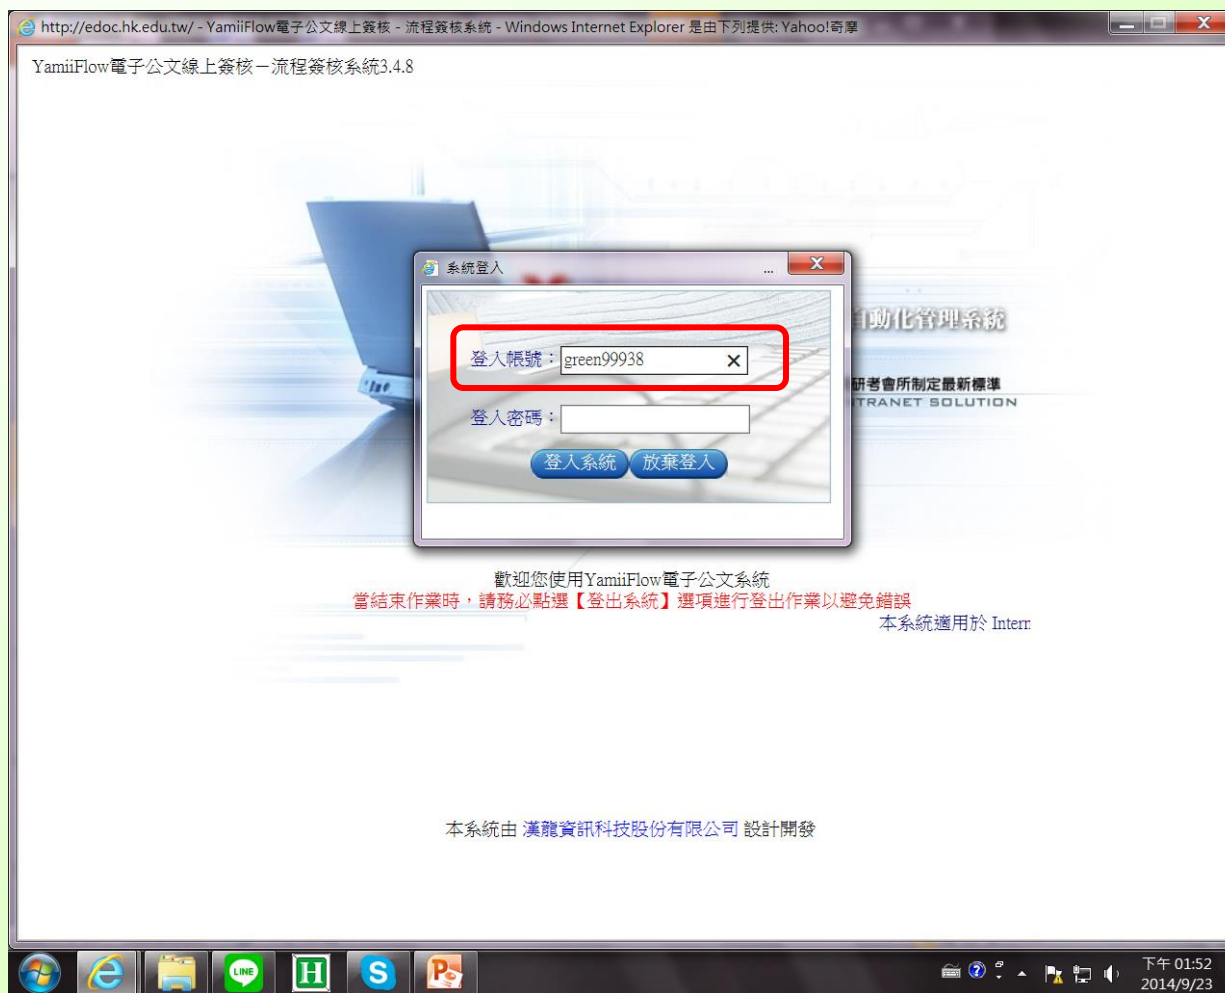 http://edoc.hk.edu.tw/ - YamiiFlow電子公文線上簽核 - 流程簽核系統 - Windows Internet Explorer 是由下列提供: Yahoo!奇摩
YamiiFlow電子公文線上簽核－流程簽核系統3.4.8
系統登入 ...
自動化管理系統
登入帳號：green99938
研考會所制定最新標準
TRANET SOLUTION
登入密碼：
登入系統 放棄登入
歡迎您使用YamiiFlow電子公文系統
當結束作業時，請務必點選【登出系統】選項進行登出作業以避免錯誤
本系統適用於 Intern
本系統由 漢龍資訊科技股份有限公司 設計開發
LINE
H
S
P
下午 01:52
2014/9/23